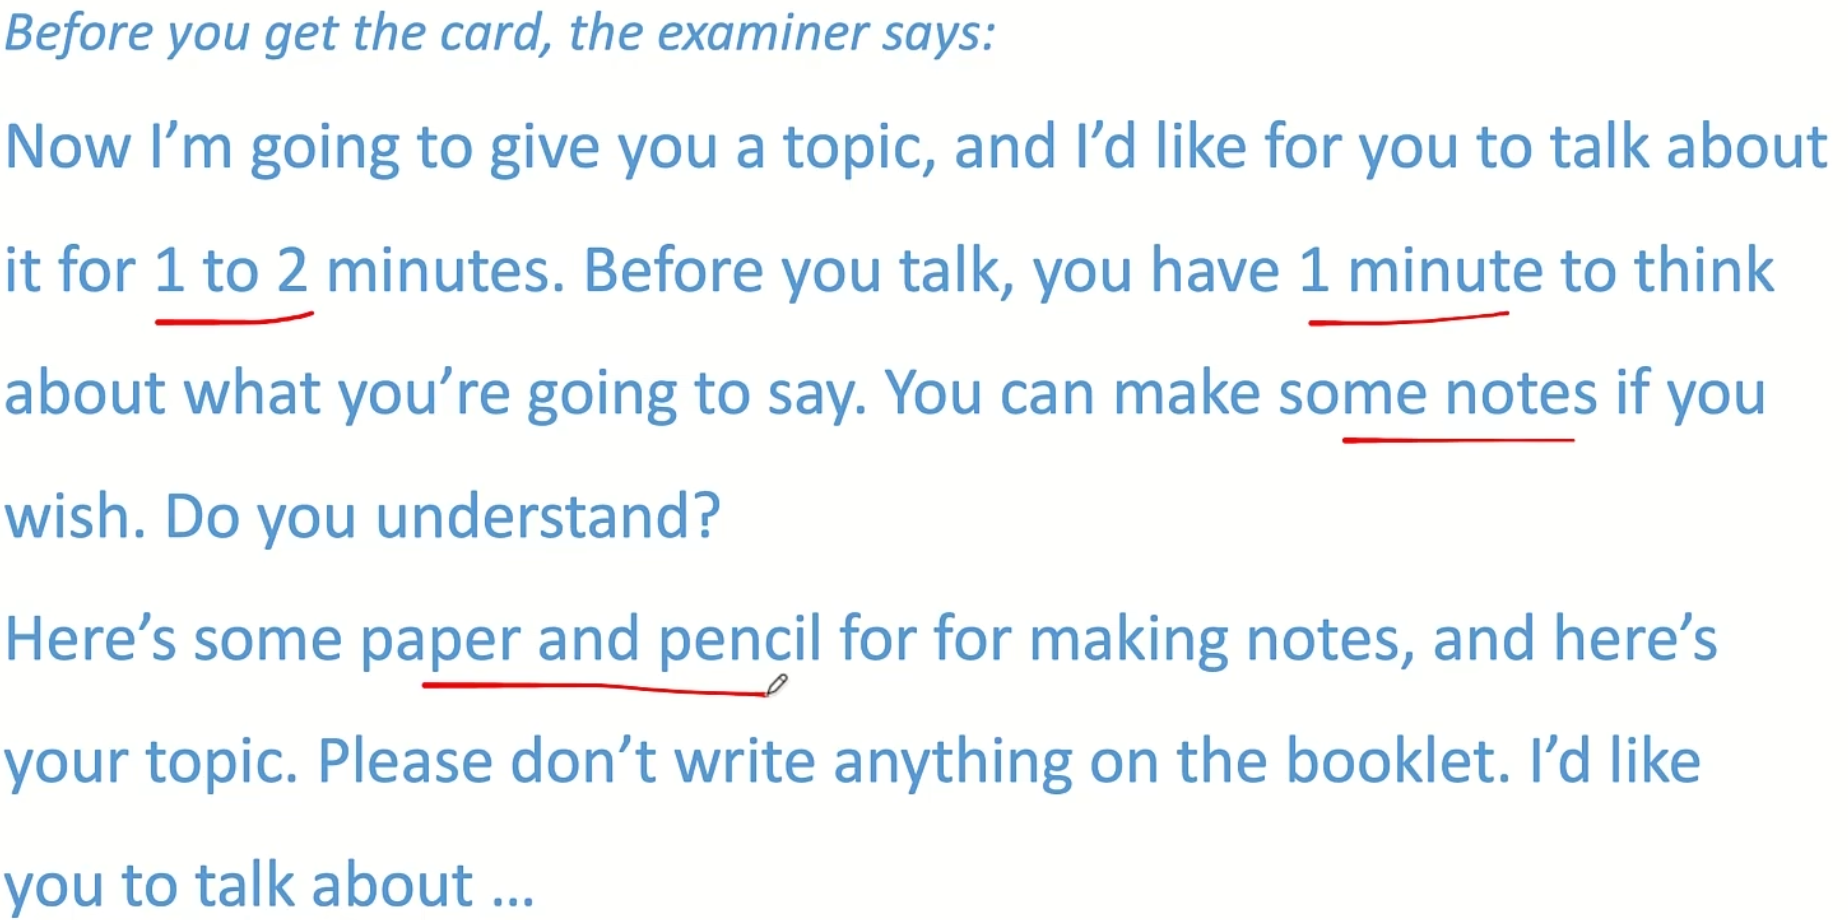 Before you get the card, the examiner says:
Now I’m going to give you a topic, and I’d like for you to talk about
it for 1 to 2 minutes. Before you talk, you have 1 minute to think
about what you’re going to say. You can make some notes if you
wish. Do you understand?
Here’s some paper and pencil for for making notes, and here’s
your topic. Please don’t write anything on the booklet. I’d like
you to talk about ...